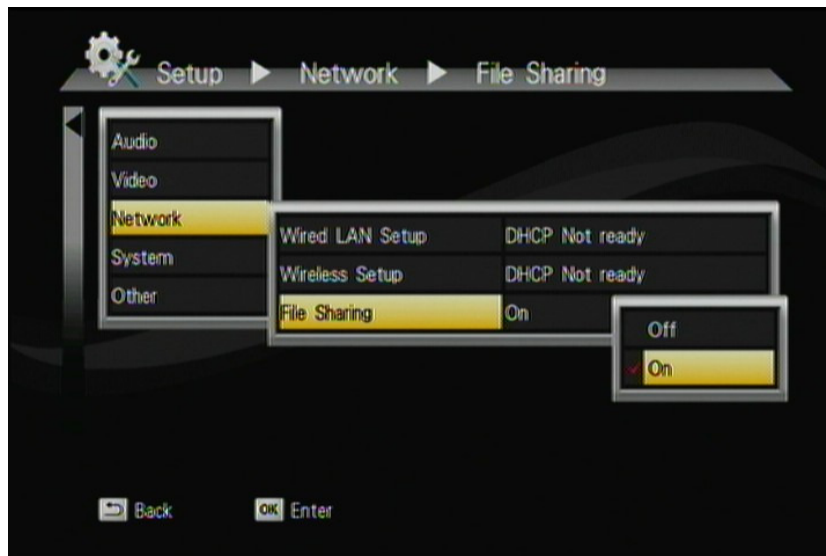 Setup ▶ Network ▶ File Sharing
Audio
Video
Network
System
Other
Wired LAN Setup DHCP Not ready
Wireless Setup DHCP Not ready
File Sharing On
Off
On
Back OK Enter